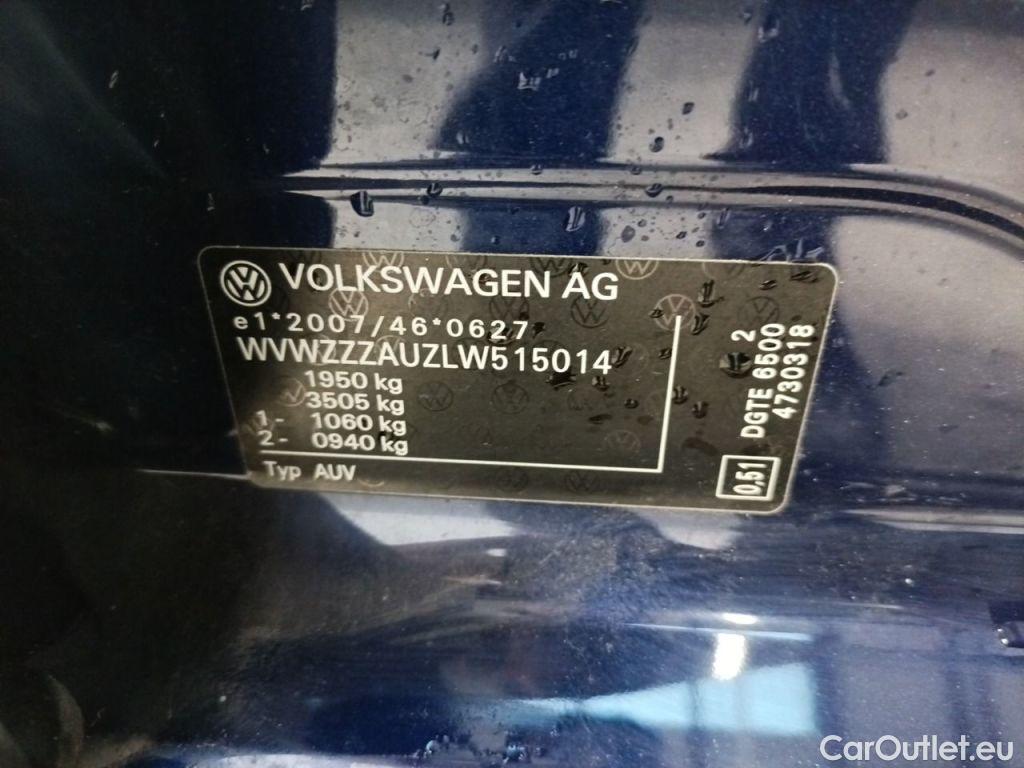 VOLKSWAGEN AG
e1*2007/46*0627
WVWZZZAUZLW515014
1950 kg
3505 kg
1- 1060 kg
2- 0940 kg
Typ AUV
2
DGTE 6500
4730318
0,51
CarOutlet.eu